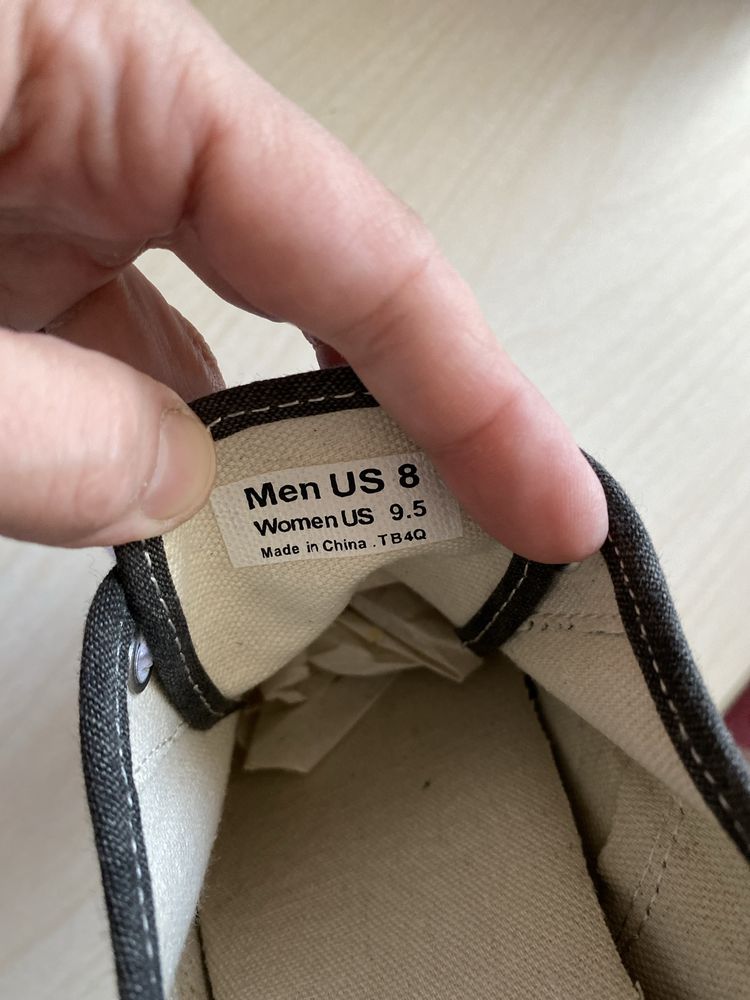 Men US 8
Women US 9.5
Made in China . TB4Q